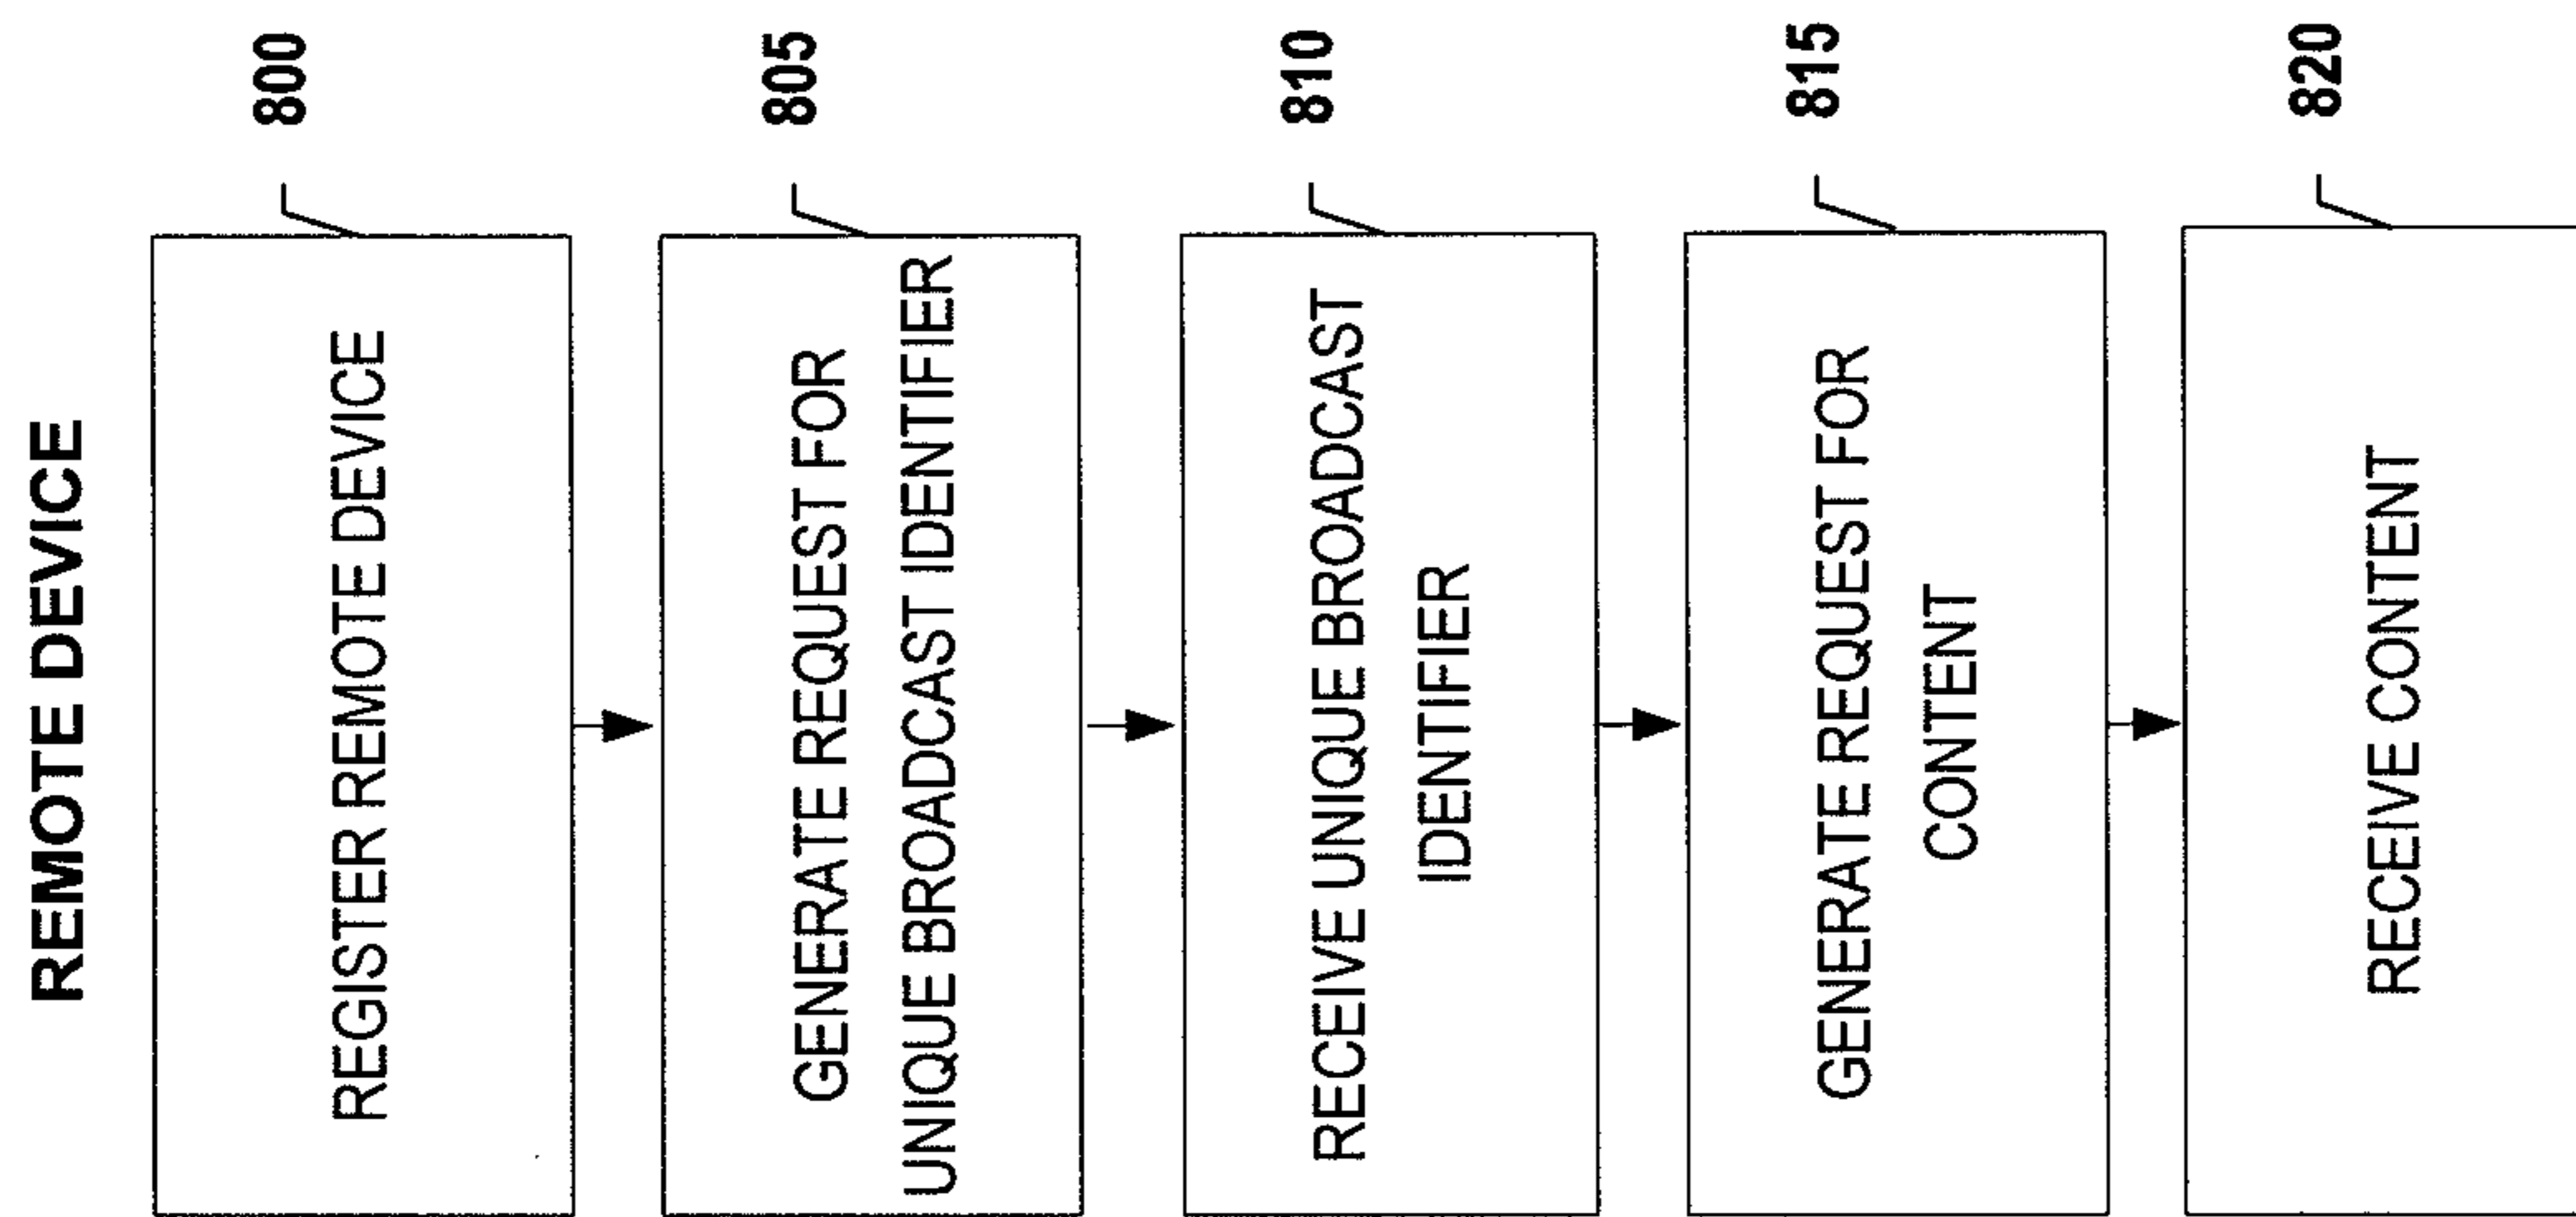 REMOTE DEVICE
REGISTER REMOTE DEVICE
800
GENERATE REQUEST FOR
UNIQUE BROADCAST IDENTIFIER
805
RECEIVE UNIQUE BROADCAST
IDENTIFIER
810
GENERATE REQUEST FOR
CONTENT
815
RECEIVE CONTENT
820